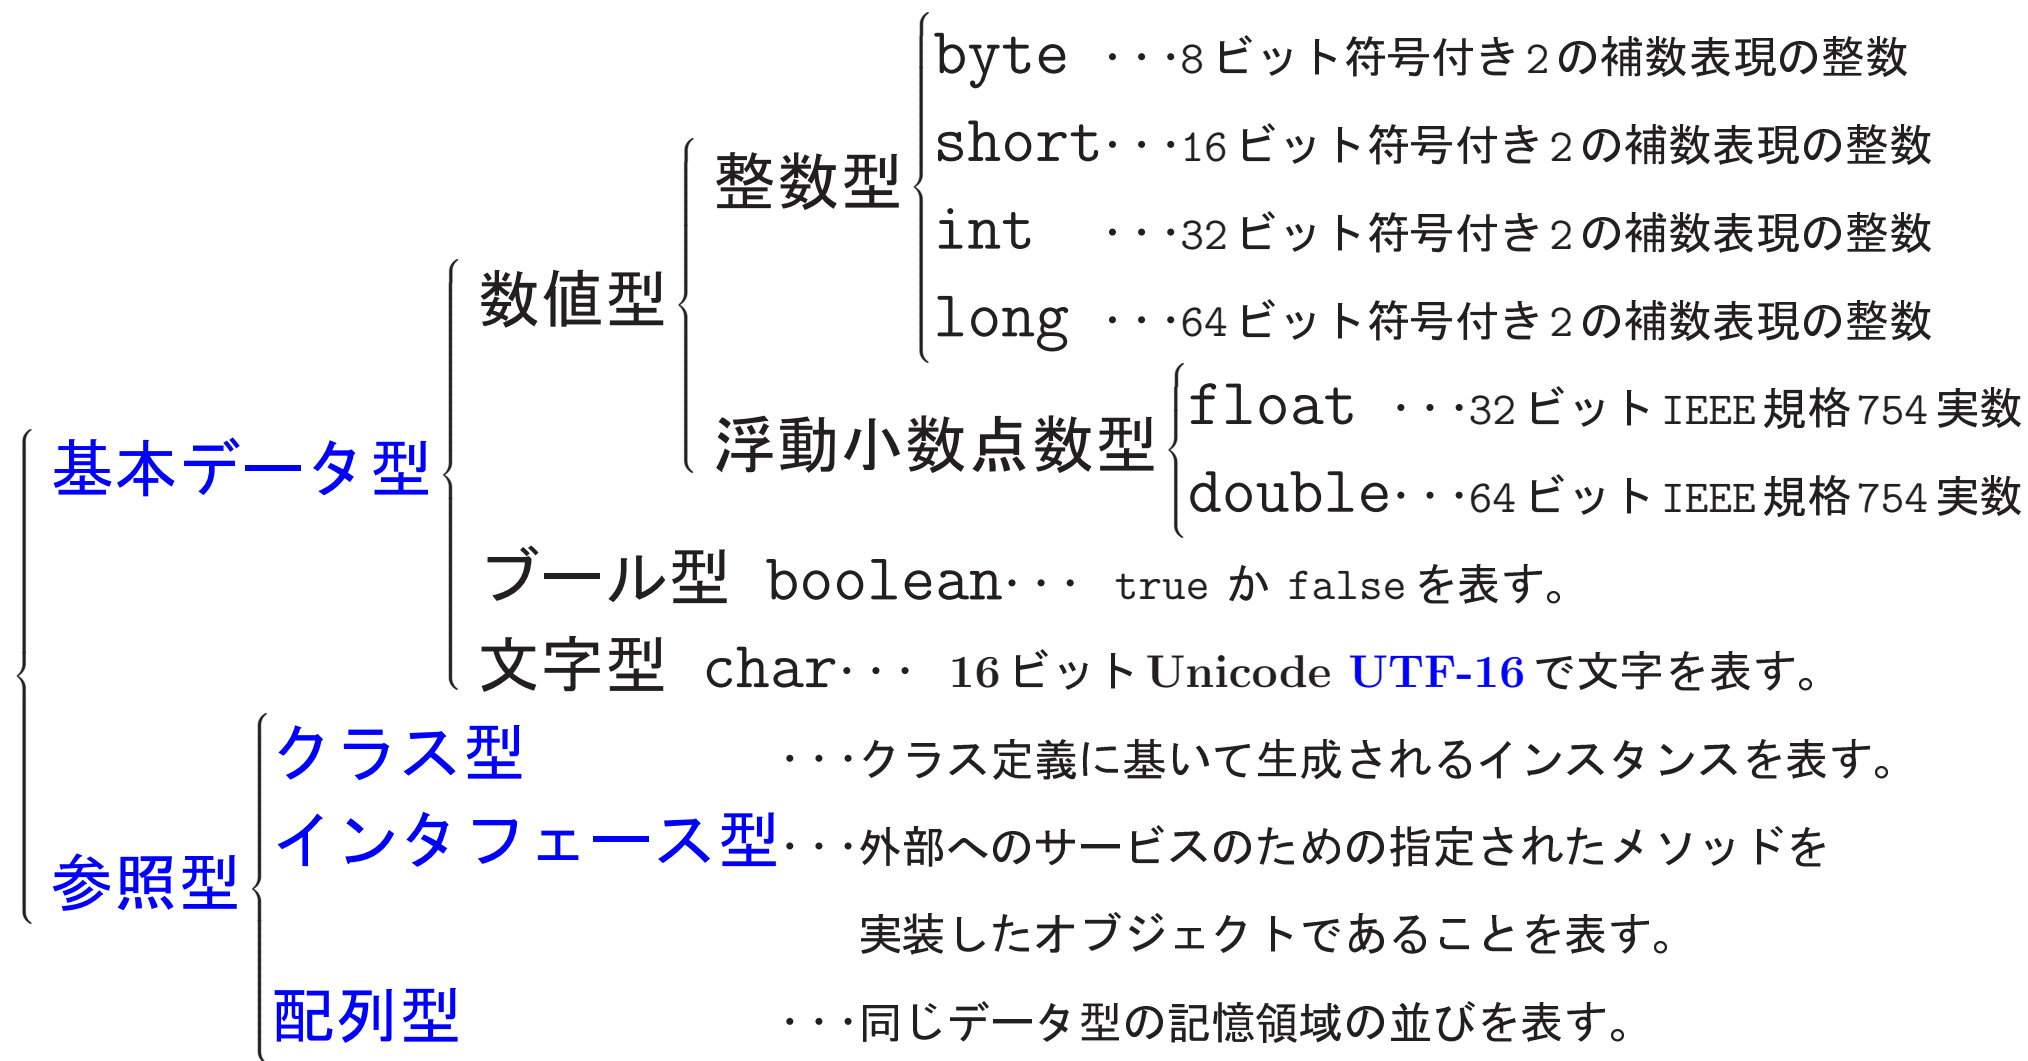 byte ···8ビット符号付き2の補数表現の整数
short···16ビット符号付き2の補数表現の整数
整数型
int ···32ビット符号付き2の補数表現の整数
数値型
long ···64ビット符号付き2の補数表現の整数
float ···32ビットIEEE規格754実数
浮動小数点数型
基本データ型
double···64ビットIEEE規格754実数
ブール型 boolean··· true か falseを表す。
文字型 char··· 16ビットUnicode UTF-16で文字を表す。
クラス型 ···クラス定義に基いて生成されるインスタンスを表す。
インタフェース型···外部へのサービスのための指定されたメソッドを
参照型
実装したオブジェクトであることを表す。
配列型 ···同じデータ型の記憶領域の並びを表す。